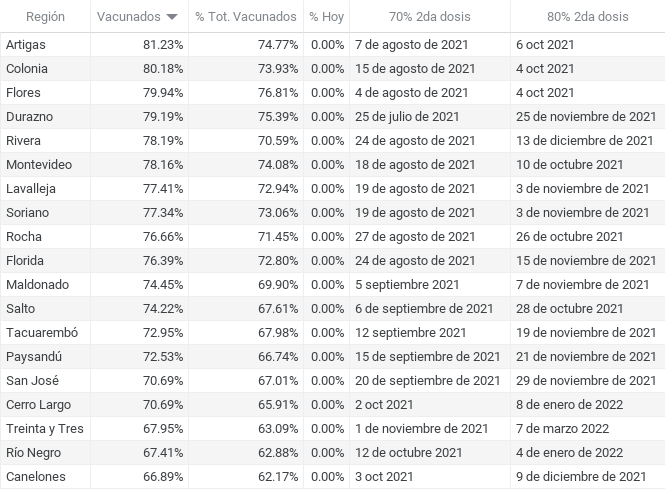 Región Vacunados % Tot. Vacunados % Hoy 70% 2da dosis 80% 2da dosis
Artigas 81.23% 74.77% 0.00% 7 de agosto de 2021 6 oct 2021
Colonia 80.18% 73.93% 0.00% 15 de agosto de 2021 4 oct 2021
Flores 79.94% 76.81% 0.00% 4 de agosto de 2021 4 oct 2021
Durazno 79.19% 75.39% 0.00% 25 de julio de 2021 25 de noviembre de 2021
Rivera 78.19% 70.59% 0.00% 24 de agosto de 2021 13 de diciembre de 2021
Montevideo 78.16% 74.08% 0.00% 18 de agosto de 2021 10 de octubre 2021
Lavalleja 77.41% 72.94% 0.00% 19 de agosto de 2021 3 de noviembre de 2021
Soriano 77.34% 73.06% 0.00% 19 de agosto de 2021 3 de noviembre de 2021
Rocha 76.66% 71.45% 0.00% 27 de agosto de 2021 26 de octubre 2021
Florida 76.39% 72.80% 0.00% 24 de agosto de 2021 15 de noviembre de 2021
Maldonado 74.45% 69.90% 0.00% 5 septiembre 2021 7 de noviembre de 2021
Salto 74.22% 67.61% 0.00% 6 de septiembre de 2021 28 de octubre 2021
Tacuarembó 72.95% 67.98% 0.00% 12 septiembre 2021 19 de noviembre de 2021
Paysandú 72.53% 66.74% 0.00% 15 de septiembre de 2021 21 de noviembre de 2021
San José 70.69% 67.01% 0.00% 20 de septiembre de 2021 29 de noviembre de 2021
Cerro Largo 70.69% 65.91% 0.00% 2 oct 2021 8 de enero de 2022
Treinta y Tres 67.95% 63.09% 0.00% 1 de noviembre de 2021 7 de marzo de 2022
Río Negro 67.41% 62.88% 0.00% 12 de octubre de 2021 4 de enero de 2022
Canelones 66.89% 62.17% 0.00% 3 oct 2021 9 de diciembre de 2021